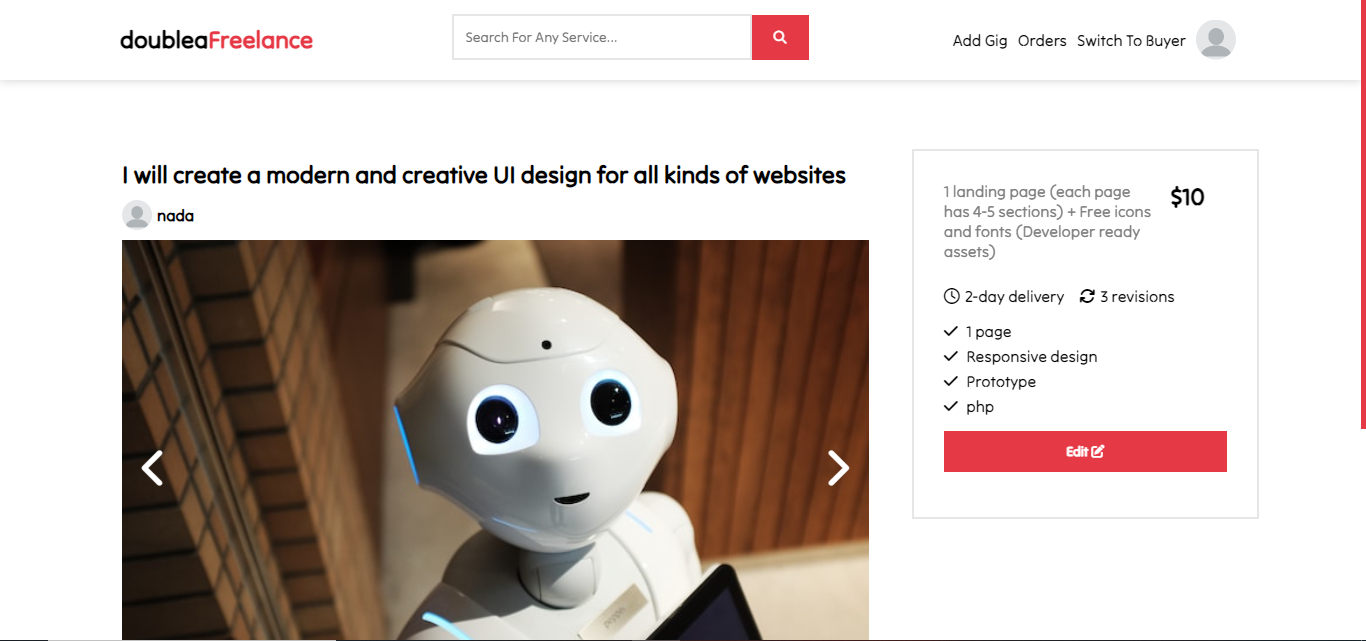 doubleaFreelance
Search For Any Service...
Add Gig Orders Switch To Buyer
I will create a modern and creative UI design for all kinds of websites
nada
1 landing page (each page
has 4-5 sections) + Free icons
and fonts (Developer ready
assets)
$10
2-day delivery 3 revisions
1 page
Responsive design
Prototype
php
Edit